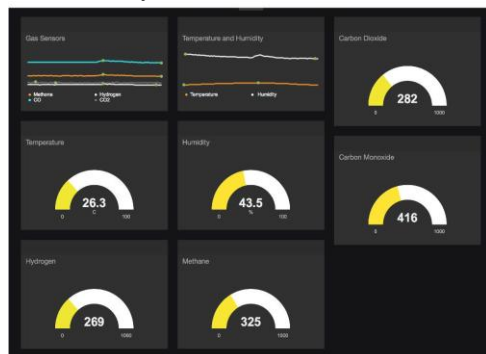 Gas Sensors
Methane Hydrogen
CO CO2
Temperature and Humidity
Temperature Humidity
Carbon Dioxide
282
0 1000
Temperature
26.3
C
0 100
Humidity
43.5
%
0 100
Carbon Monoxide
416
0 1000
Hydrogen
269
0 1000
Methane
325
0 1000